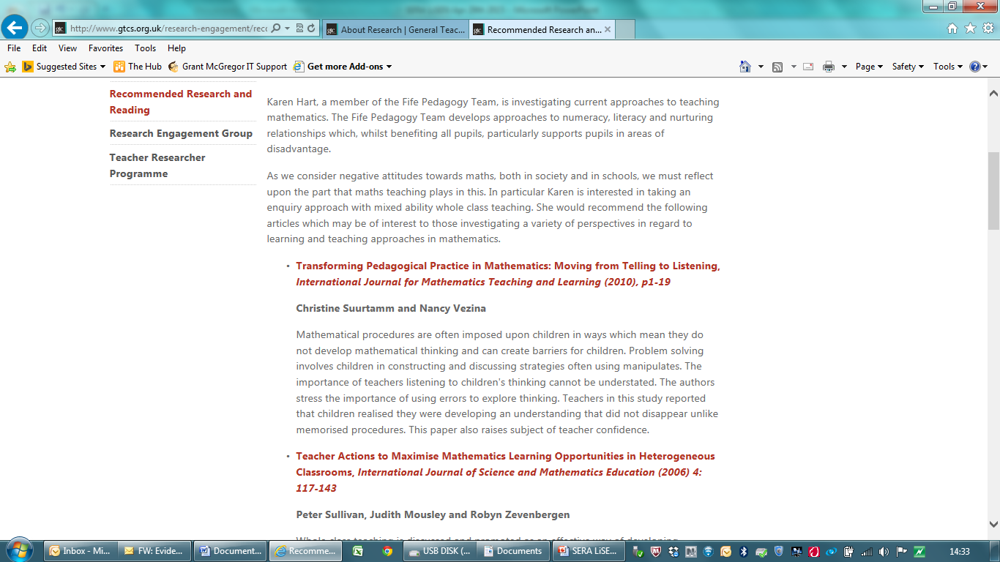 http://www.gtcs.org.uk/research-engagement/reco
About Research | General Teac...
Recommended Research an...
File Edit View Favorites Tools Help
Suggested Sites
The Hub
Grant McGregor IT Support
Get more Add-ons
Page
Safety
Tools
Recommended Research and
Reading
Research Engagement Group
Teacher Researcher
Programme
Karen Hart, a member of the Fife Pedagogy Team, is investigating current approaches to teaching
mathematics. The Fife Pedagogy Team develops approaches to numeracy, literacy and nurturing
relationships which, whilst benefiting all pupils, particularly supports pupils in areas of
disadvantage.
As we consider negative attitudes towards maths, both in society and in schools, we must reflect
upon the part that maths teaching plays in this. In particular Karen is interested in taking an
enquiry approach with mixed ability whole class teaching. She would recommend the following
articles which may be of interest to those investigating a variety of perspectives in regard to
learning and teaching approaches in mathematics.
• Transforming Pedagogical Practice in Mathematics: Moving from Telling to Listening,
International Journal for Mathematics Teaching and Learning (2010), p1-19
Christine Suurtamm and Nancy Vezina
Mathematical procedures are often imposed upon children in ways which mean they do
not develop mathematical thinking and can create barriers for children. Problem solving
involves children in constructing and discussing strategies often using manipulates. The
importance of teachers listening to children's thinking cannot be understated. The authors
stress the importance of using errors to explore thinking. Teachers in this study reported
that children realised they were developing an understanding that did not disappear unlike
memorised procedures. This paper also raises subject of teacher confidence.
• Teacher Actions to Maximise Mathematics Learning Opportunities in Heterogeneous
Classrooms, International Journal of Science and Mathematics Education (2006) 4:
117-143
Peter Sullivan, Judith Mousley and Robyn Zevenbergen
Inbox - Mi...
FW: Evide...
Document...
Recomme...
USB DISK (...
Documents
SERA LiSE...
14:33